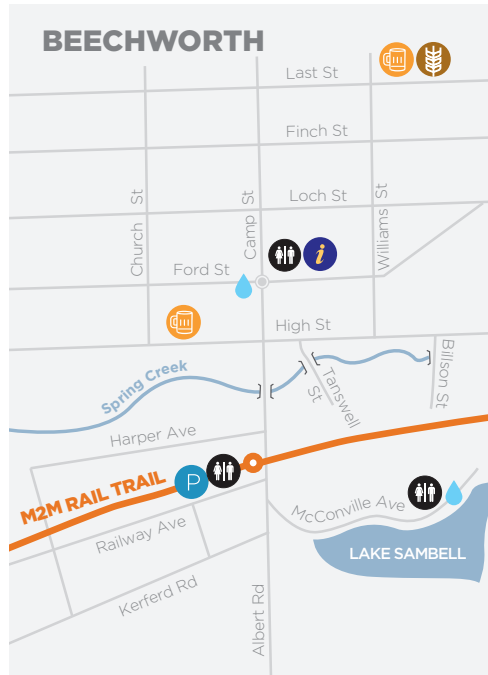 BEECHWORTH
Last St
Finch St
Church St
Camp St
Loch St
Williams St
Ford St
i
High St
Spring Creek
Tanswell St
Billson St
Harper Ave
M2M RAIL TRAIL
P
Railway Ave
McConville Ave
LAKE SAMBELL
Kerferd Rd
Albert Rd